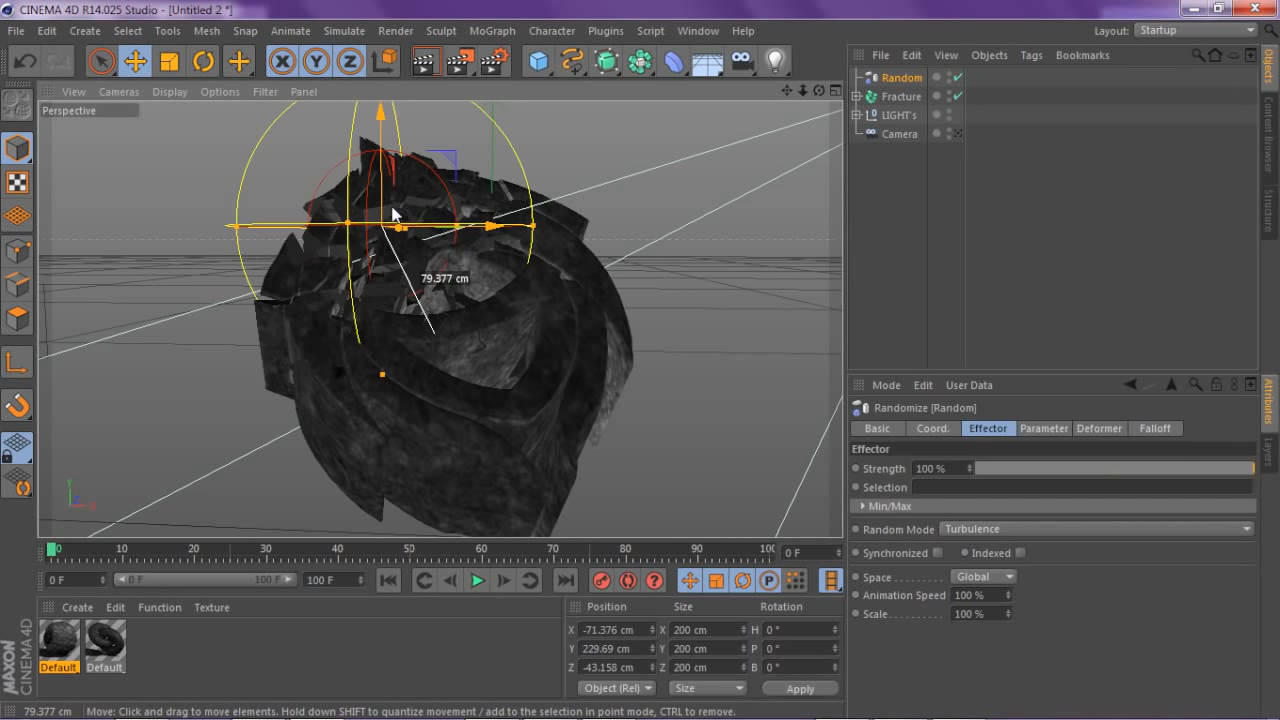 CINEMA 4D R14.025 Studio - [Untitled 2 *]
File Edit Create Select Tools Mesh Snap Animate Simulate Render Sculpt MoGraph Character Plugins Script Window Help Layout: Startup
X Y Z
File Edit View Objects Tags Bookmarks
View Cameras Display Options Filter Panel
Perspective
79.377 cm
Y
Z
X
Random
Fracture
LIGHT's
Camera
Objects
Content Browser
Structure
Mode Edit User Data
Randomize [Random]
Basic Coord. Effector Parameter Deformer Falloff
Effector
Strength 100 %
Selection
Min/Max
Random Mode Turbulence
Synchronized Indexed
Space . . . . . . . . . Global
Animation Speed 100 %
Scale. . . . . . . . . . 100 %
Attributes
Layers
0 10 20 30 40 50 60 70 80 90 100 0 F
0 F 0 F 100 F 100 F
P
Create Edit Function Texture
Default
Default
Position Size Rotation
X -71.376 cm X 200 cm H 0 °
Y 229.69 cm Y 200 cm P 0 °
Z -43.158 cm Z 200 cm B 0 °
Object (Rel) Size Apply
MAXON
CINEMA 4D
79.377 cm Move: Click and drag to move elements. Hold down SHIFT to quantize movement / add to the selection in point mode, CTRL to remove.